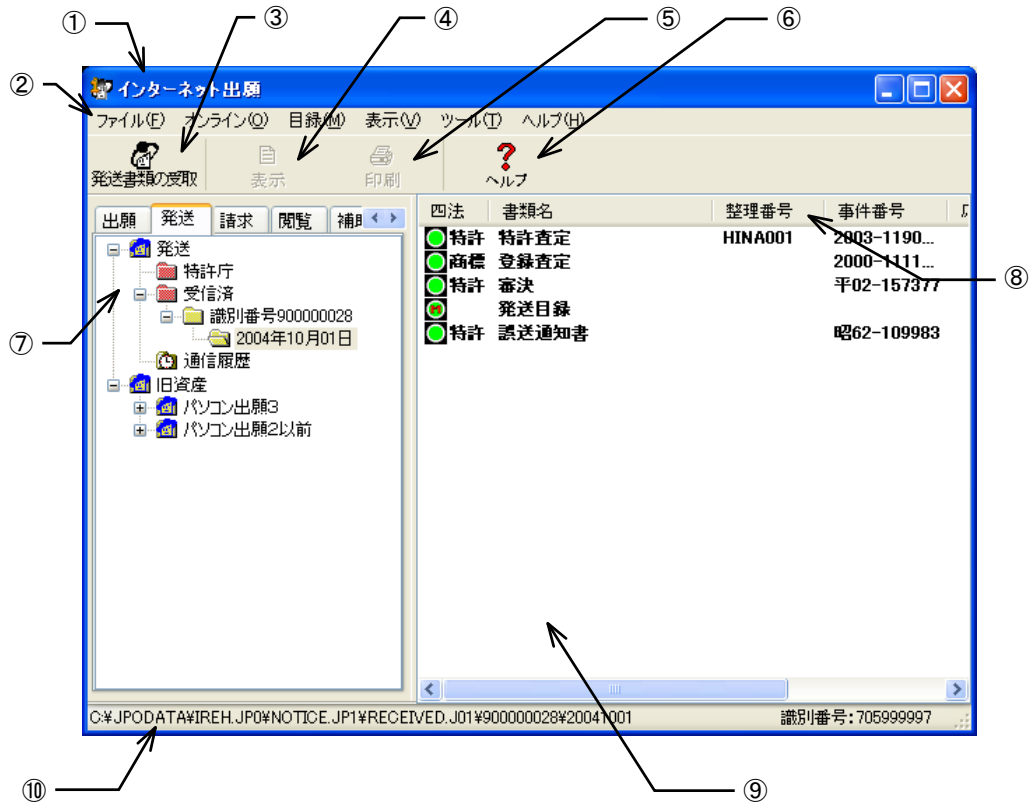 ① ③ ④ ⑤ ⑥
②
インターネット出願
ファイル(F) オンライン(O) 目録(M) 表示(V) ツール(T) ヘルプ(H)
発送書類の受取 表示 印刷 ヘルプ
出願 発送 請求 閲覧 補助
四法 書類名 整理番号 事件番号
発送
特許庁
受信済
識別番号900000028
2004年10月01日
通信履歴
旧資産
パソコン出願3
パソコン出願2以前
特許 特許査定 HINA001 2003-1190...
商標 登録査定 2000-1111...
特許 審決 平02-157377
発送目録
特許 誤送通知書 昭62-109983
⑧
⑦
C:¥JPODATA¥IREH.JP0¥NOTICE.JP1¥RECEIVED.J01¥900000028¥20041001 識別番号:705999997
⑩ ⑨